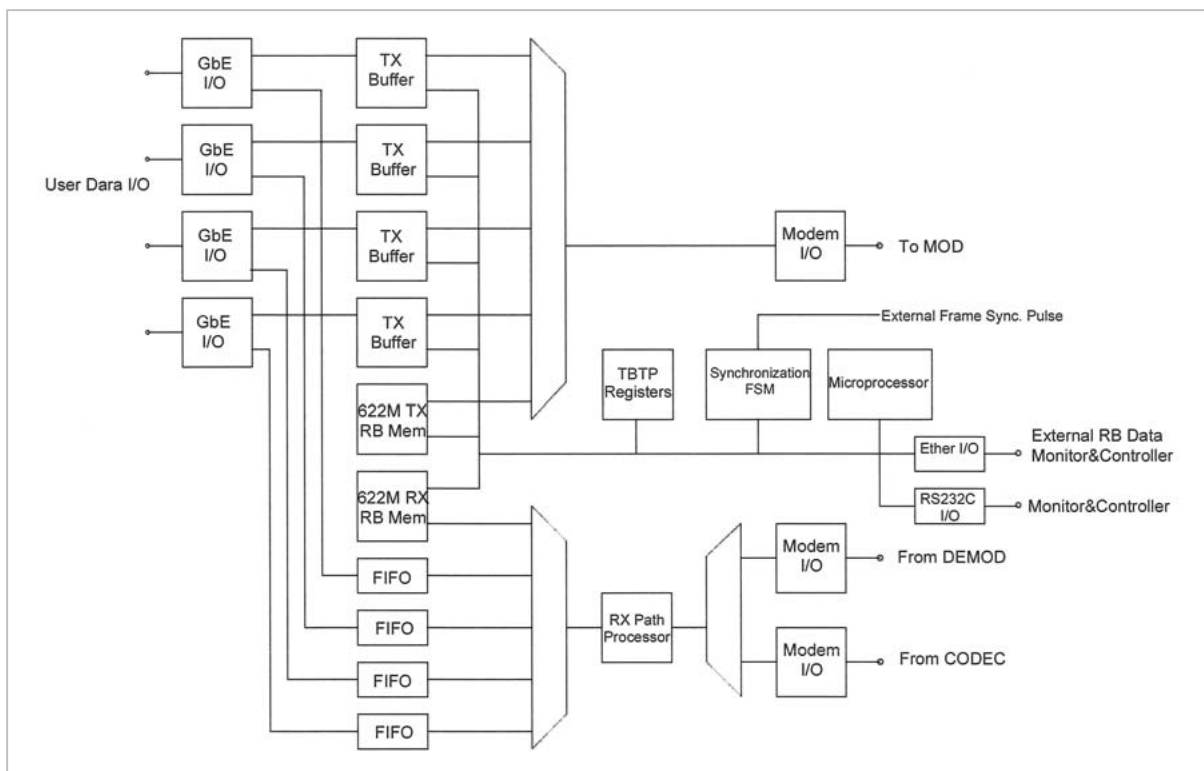 GbE
I/O
TX
Buffer
GbE
I/O
TX
Buffer
User Dara I/O
GbE
I/O
TX
Buffer
Modem
I/O
To MOD
GbE
I/O
TX
Buffer
External Frame Sync. Pulse
TBTP
Registers
Synchronization
FSM
Microprocessor
622M TX
RB Mem
Ether I/O
External RB Data
Monitor&Controller
622M RX
RB Mem
RS232C
I/O
Monitor&Controller
FIFO
Modem
I/O
From DEMOD
FIFO
RX Path
Processor
Modem
I/O
From CODEC
FIFO
FIFO